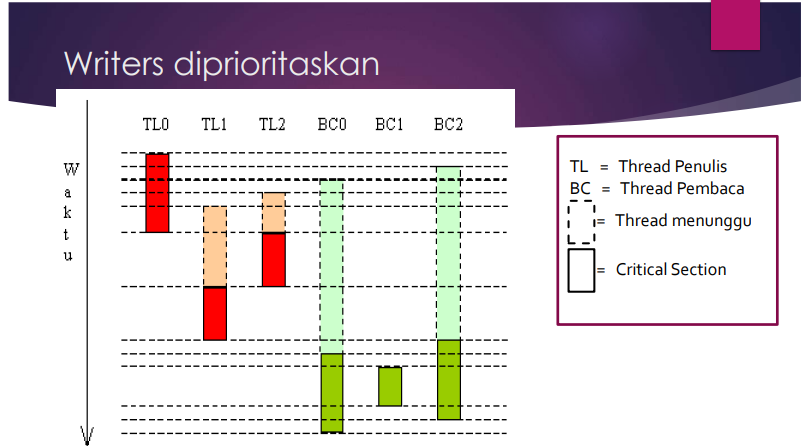 Writers diprioritaskan
TL0 TL1 TL2 BC0 BC1 BC2
W
a
k
t
u
TL = Thread Penulis
BC = Thread Pembaca
= Thread menunggu
= Critical Section